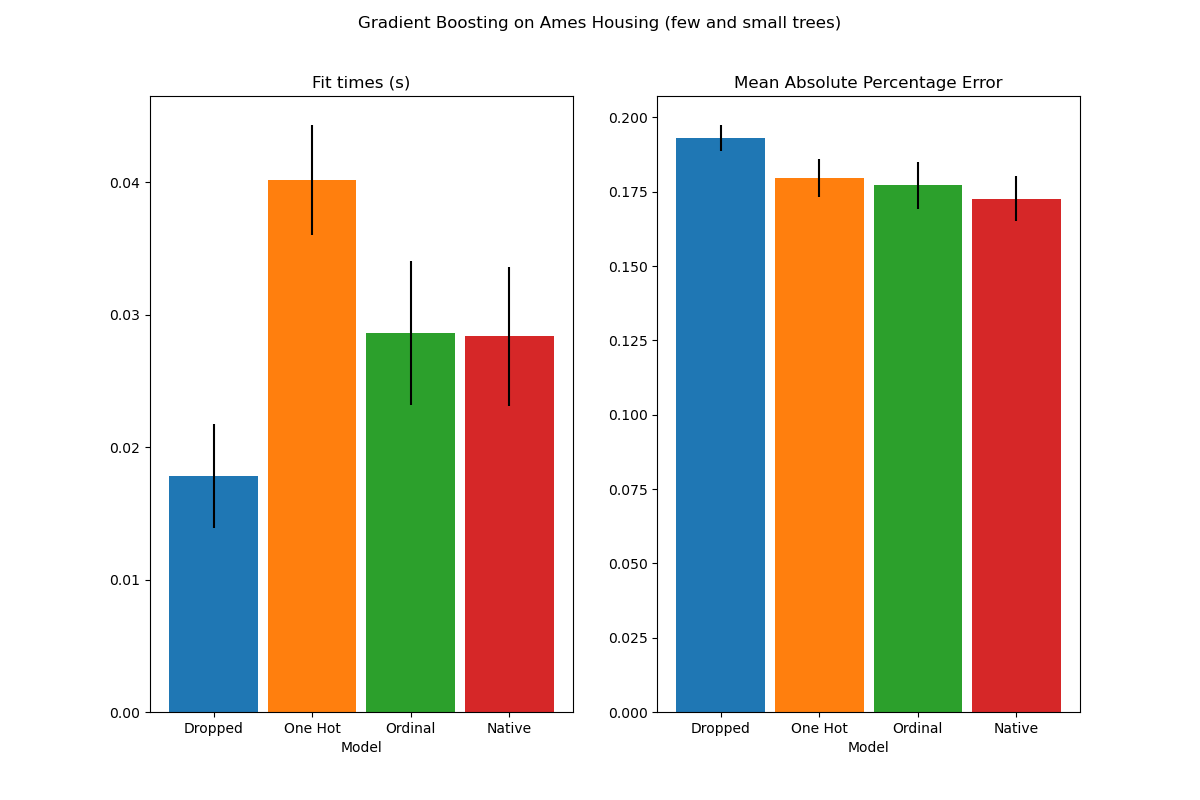 Gradient Boosting on Ames Housing (few and small trees)
Fit times (s)
0.04
0.03
0.02
0.01
0.00
Dropped One Hot Ordinal Native
Model
Mean Absolute Percentage Error
0.200
0.175
0.150
0.125
0.100
0.075
0.050
0.025
0.000
Dropped One Hot Ordinal Native
Model